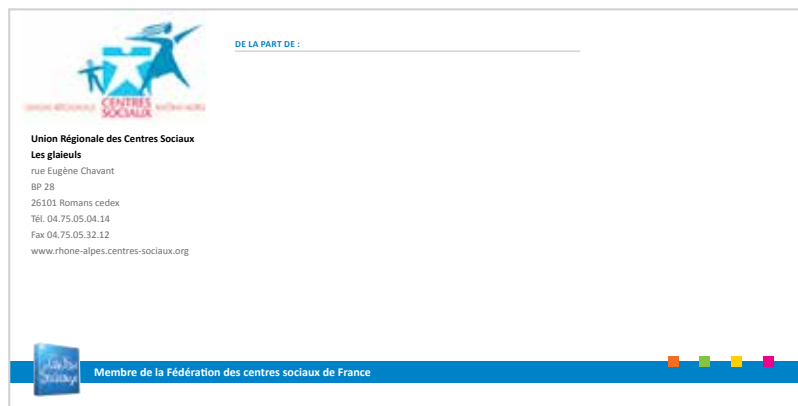 DE LA PART DE :
CENTRES
SOCIAUX
Union Régionale des Centres Sociaux
Les glaieuls
rue Eugène Chavant
BP 28
26101 Romans cedex
Tél. 04.75.05.04.14
Fax 04.75.05.32.12
www.rhone-alpes.centres-sociaux.org
Membre de la Fédération des centres sociaux de France